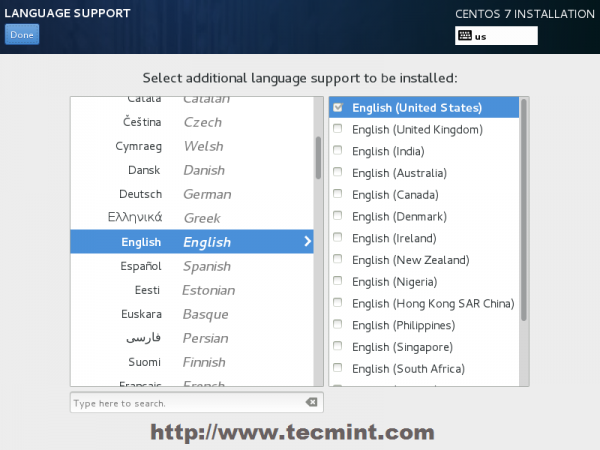 LANGUAGE SUPPORT
CENTOS 7 INSTALLATION
Done
us
Select additional language support to be installed:
Català Catalan
Čeština Czech
Cymraeg Welsh
Dansk Danish
Deutsch German
Ελληνικά Greek
English English
Español Spanish
Eesti Estonian
Euskara Basque
فارسی Persian
Suomi Finnish
Français French
English (United States)
English (United Kingdom)
English (India)
English (Australia)
English (Canada)
English (Denmark)
English (Ireland)
English (New Zealand)
English (Nigeria)
English (Hong Kong SAR China)
English (Philippines)
English (Singapore)
English (South Africa)
Type here to search.
http://www.tecmint.com